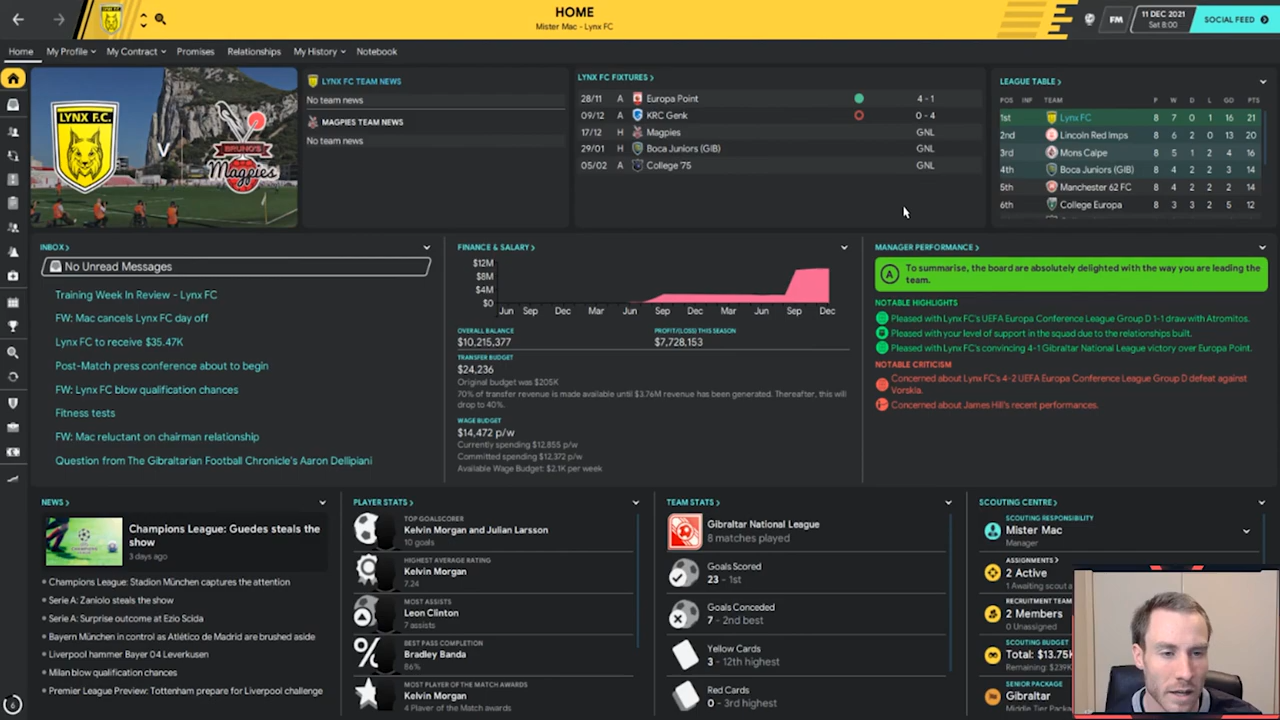 HOME
Mister Mac - Lynx FC
FM
11 DEC 2021
Sat 8:00
SOCIAL FEED
Home
My Profile
My Contract
Promises
Relationships
My History
Notebook
LYNX F.C.
V
BRUNO'S
Magpies
LYNX FC TEAM NEWS
No team news
MAGPIES TEAM NEWS
No team news
LYNX FC FIXTURES >
28/11 A Europa Point 4 - 1
09/12 A KRC Genk 0 - 4
17/12 H Magpies GNL
29/01 H Boca Juniors (GIB) GNL
05/02 A College 75 GNL
LEAGUE TABLE >
POS INP TEAM P W D L GD PTS
1st Lynx FC 8 7 0 1 16 21
2nd Lincoln Red Imps 8 6 2 0 13 20
3rd Mons Calpe 8 5 1 2 4 16
4th Boca Juniors (GIB) 8 4 2 2 3 14
5th Manchester 62 FC 8 4 2 2 2 14
6th College Europa 8 3 3 2 5 12
INBOX >
No Unread Messages
Training Week In Review - Lynx FC
FW: Mac cancels Lynx FC day off
Lynx FC to receive $35.47K
Post-Match press conference about to begin
FW: Lynx FC blow qualification chances
Fitness tests
FW: Mac reluctant on chairman relationship
Question from The Gibraltarian Football Chronicle's Aaron Dellipiani
FINANCE & SALARY >
$12M
$8M
$4M
$0
Jun Sep Dec Mar Jun Sep Dec Mar Jun Sep Dec
OVERALL BALANCE
$10,215,377
PROFIT/(LOSS) THIS SEASON
$7,728,153
TRANSFER BUDGET
$24,236
Original budget was $205K
70% of transfer revenue is made available until $3.76M revenue has been generated. Thereafter, this will
drop to 40%.
WAGE BUDGET
$14,472 p/w
Currently spending $12,855 p/w
Committed spending $12,372 p/w
Available Wage Budget: $2.1K per week
MANAGER PERFORMANCE >
A
To summarise, the board are absolutely delighted with the way you are leading the
team.
NOTABLE HIGHLIGHTS
Pleased with Lynx FC's UEFA Europa Conference League Group D 1-1 draw with Atromitos.
Pleased with your level of support in the squad due to the relationships built.
Pleased with Lynx FC's convincing 4-1 Gibraltar National League victory over Europa Point.
NOTABLE CRITICISM
Concerned about Lynx FC's 4-2 UEFA Europa Conference League Group D defeat against
Vorskla.
Concerned about James Hill's recent performances.
NEWS >
Champions League: Guedes steals the
show
3 days ago
Champions League: Stadion München captures the attention
Serie A: Zaniolo steals the show
Serie A: Surprise outcome at Ezio Scida
Bayern München in control as Atlético de Madrid are brushed aside
Liverpool hammer Bayer 04 Leverkusen
Milan blow qualification chances
Premier League Preview: Tottenham prepare for Liverpool challenge
PLAYER STATS >
TOP GOALSCORER
Kelvin Morgan and Julian Larsson
10 goals
HIGHEST AVERAGE RATING
Kelvin Morgan
7.24
MOST ASSISTS
Leon Clinton
7 assists
BEST PASS COMPLETION
Bradley Banda
86%
MOST PLAYER OF THE MATCH AWARDS
Kelvin Morgan
4 Player of the Match awards
TEAM STATS >
Gibraltar National League
8 matches played
Goals Scored
23 - 1st
Goals Conceded
7 - 2nd best
Yellow Cards
3 - 12th highest
Red Cards
0 - 3rd highest
SCOUTING CENTRE >
SCOUTING RESPONSIBILITY
Mister Mac
Manager
ASSIGNMENTS >
2 Active
1 Awaiting scout
RECRUITMENT TEAM
2 Members
0 Unassigned
SCOUTING BUDGET
Total: $13.75K
Remaining: $239K
SENIOR PACKAGE
Gibraltar
Middle Tier